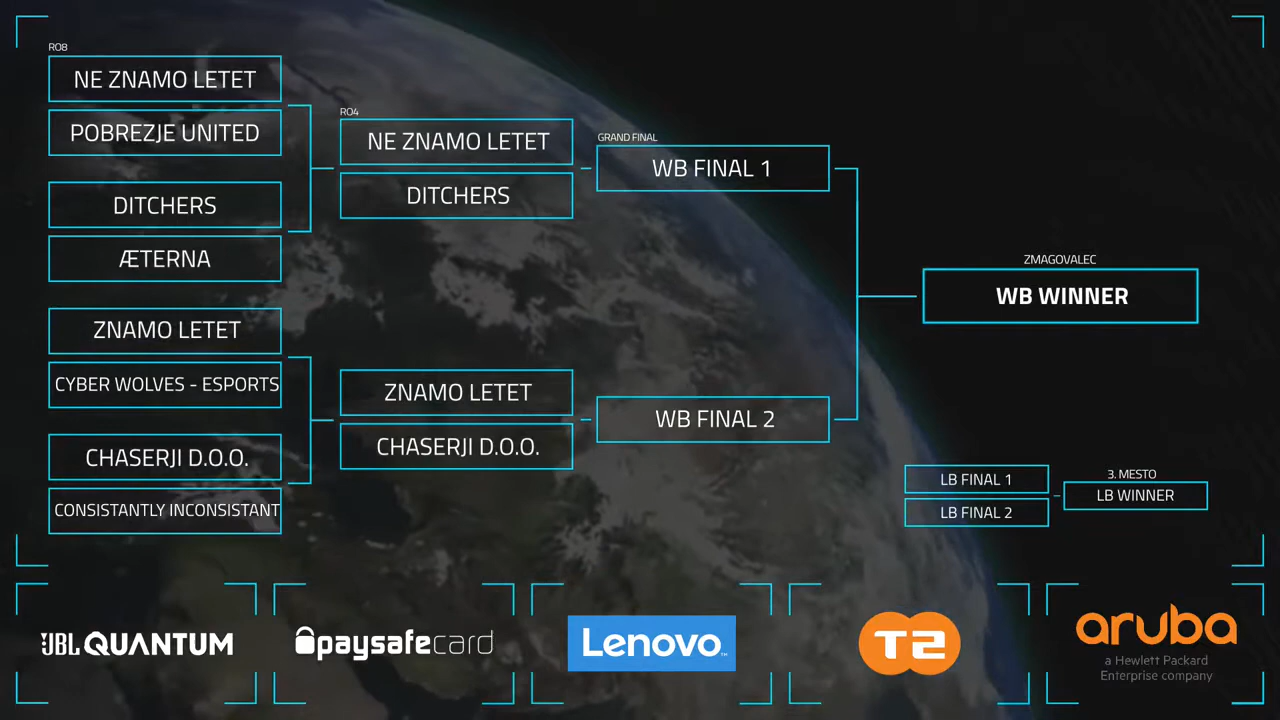 RO8
NE ZNAMO LETET
POBREZJE UNITED
DITCHERS
ÆTERNA
ZNAMO LETET
CYBER WOLVES - ESPORTS
CHASERJI D.O.O.
CONSISTANTLY INCONSISTANT
RO4
NE ZNAMO LETET
DITCHERS
ZNAMO LETET
CHASERJI D.O.O.
GRAND FINAL
WB FINAL 1
WB FINAL 2
ZMAGOVALEC
WB WINNER
LB FINAL 1
LB FINAL 2
3. MESTO
LB WINNER
JBL QUANTUM
paysafecard
Lenovo™
T2
aruba
a Hewlett Packard
Enterprise company